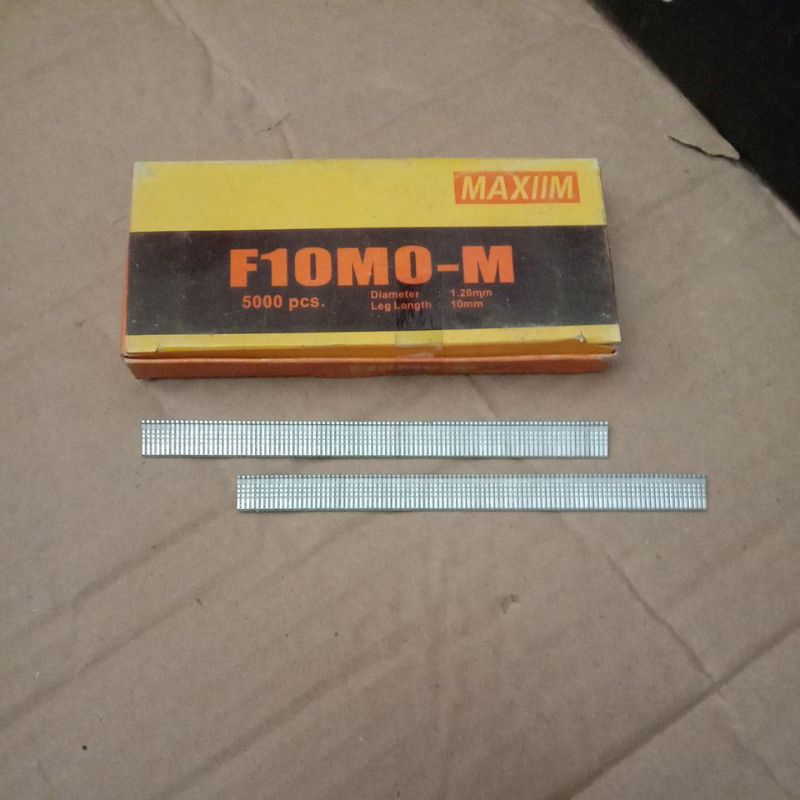 MAXIIM
F10MO-M
5000 pcs.
Diameter : 1.26mm
Leg Length : 10mm